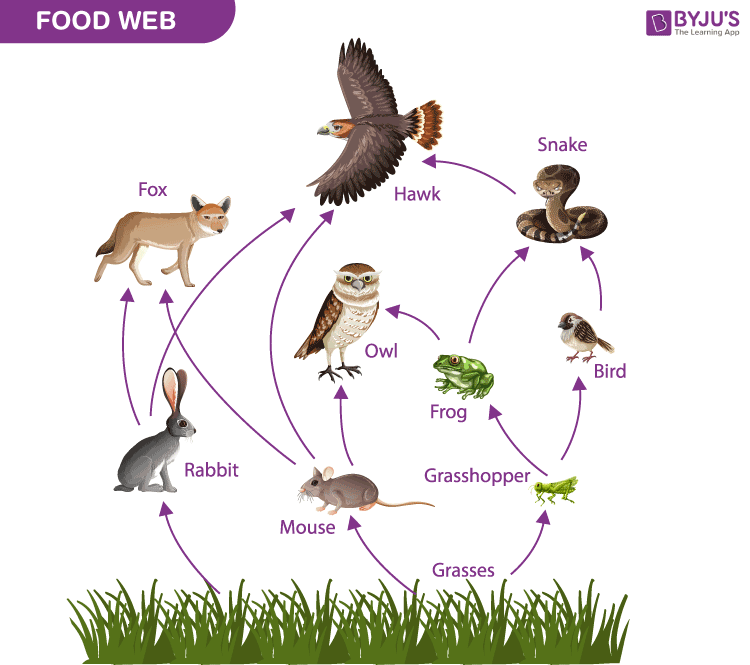 FOOD WEB
BYJU'S
The Learning App
Snake
Fox
Hawk
Owl
Bird
Frog
Rabbit
Grasshopper
Mouse
Grasses